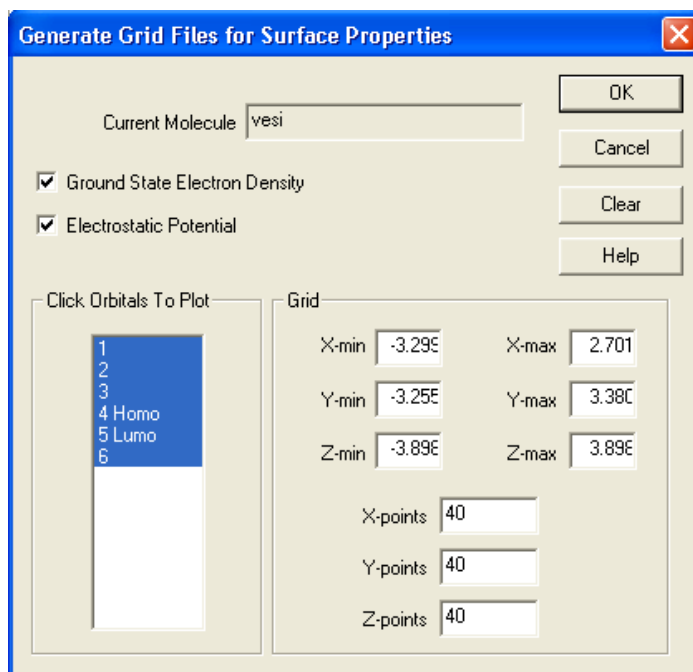 Generate Grid Files for Surface Properties
OK
Current Molecule vesi
Cancel
Ground State Electron Density
Clear
Electrostatic Potential
Help
Click Orbitals To Plot
1
2
3
4 Homo
5 Lumo
6
Grid
X-min -3.299 X-max 2.701
Y-min -3.255 Y-max 3.380
Z-min -3.898 Z-max 3.898
X-points 40
Y-points 40
Z-points 40